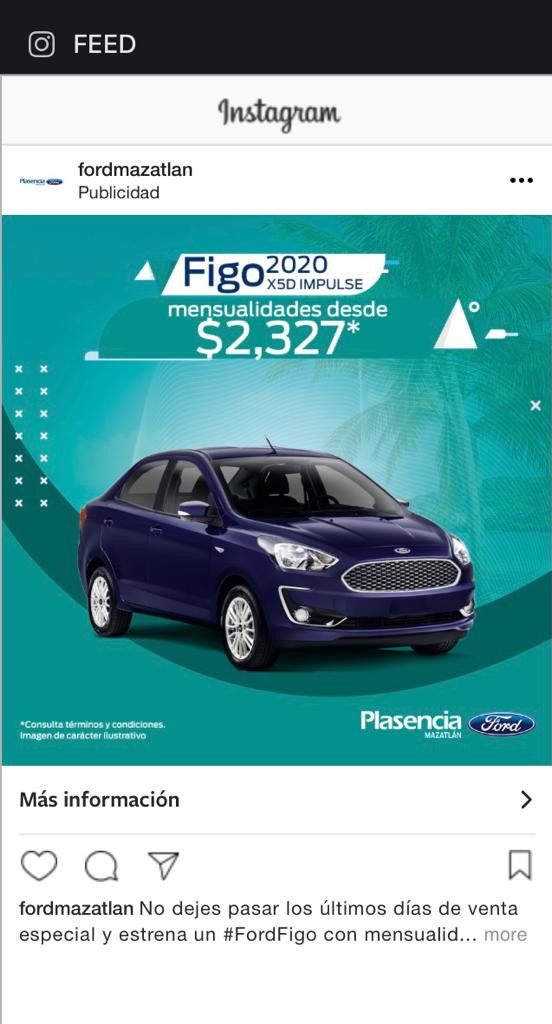 FEED
Instagram
fordmazatlan
Plasencia Ford
Publicidad
Figo 2020
X5D IMPULSE
mensualidades desde
$2,327*
*Consulta términos y condiciones.
Imagen de carácter ilustrativo
Plasencia Ford
MAZATLÁN
Más información
fordmazatlan No dejes pasar los últimos días de venta
especial y estrena un #FordFigo con mensualid... more